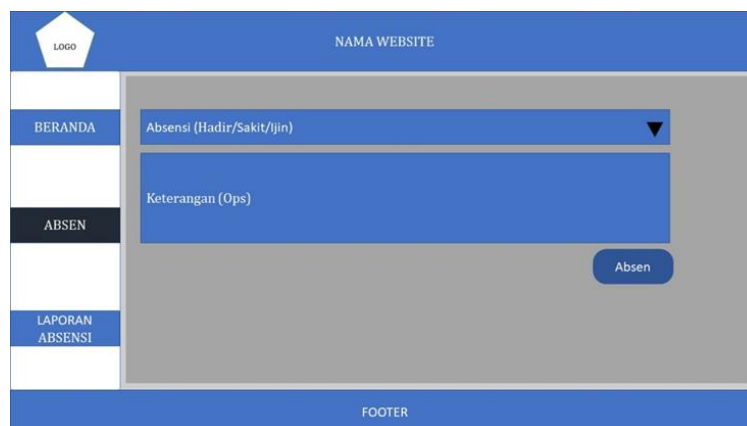 LOGO
NAMA WEBSITE
BERANDA
Absensi (Hadir/Sakit/Ijin)
Keterangan (Ops)
ABSEN
Absen
LAPORAN
ABSENSI
FOOTER